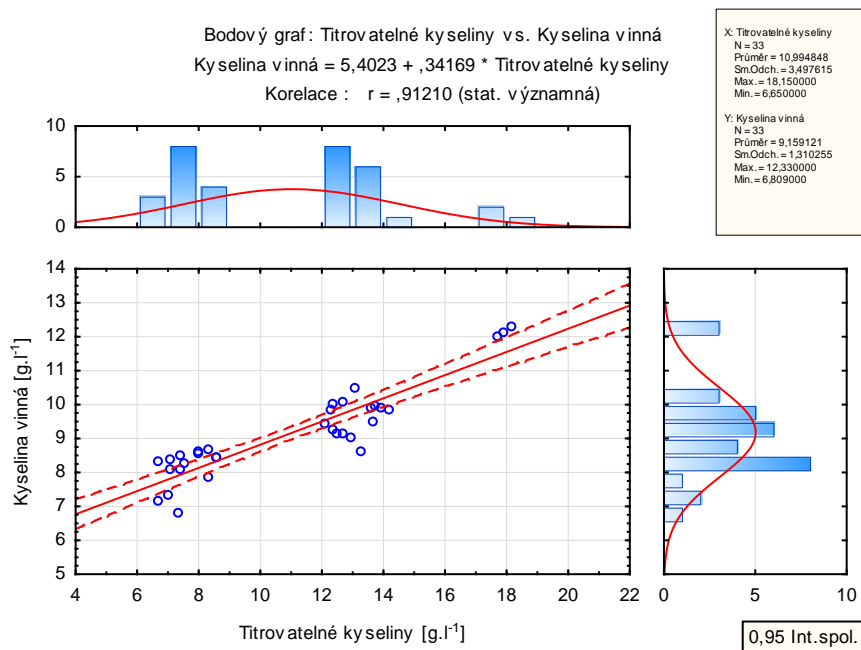 Bodový graf: Titrovatelné kyseliny vs. Kyselina vinná
Kyselina vinná = 5,4023 + ,34169 * Titrovatelné kyseliny
Korelace : r = ,91210 (stat. významná)
X: Titrovatelné kyseliny
N = 33
Průměr = 10,994848
Sm.Odch. = 3,497615
Max. = 18,150000
Min. = 6,650000
Y: Kyselina vinná
N = 33
Průměr = 9,159121
Sm.Odch. = 1,310255
Max. = 12,330000
Min. = 6,809000
10
5
0
14
13
12
11
10
9
8
7
6
5
Kyselina vinná [g.l⁻¹]
4 6 8 10 12 14 16 18 20 22
Titrovatelné kyseliny [g.l⁻¹]
0 5 10
0,95 Int.spol.